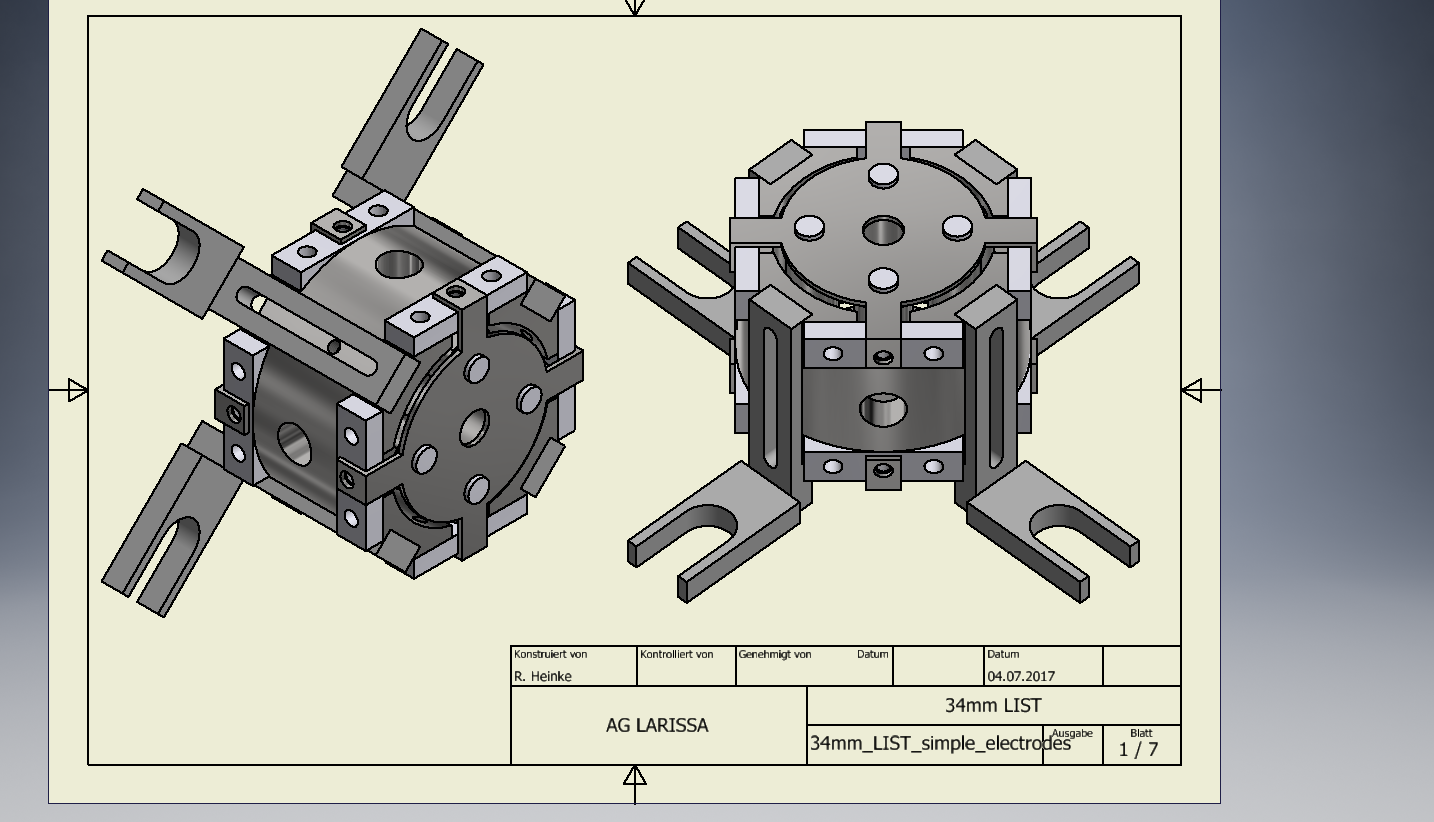 Konstruiert von
Kontrolliert von
Genehmigt von
Datum
Datum
R. Heinke
04.07.2017
AG LARISSA
34mm LIST
34mm_LIST_simple_electrodes
Ausgabe
Blatt
1 / 7